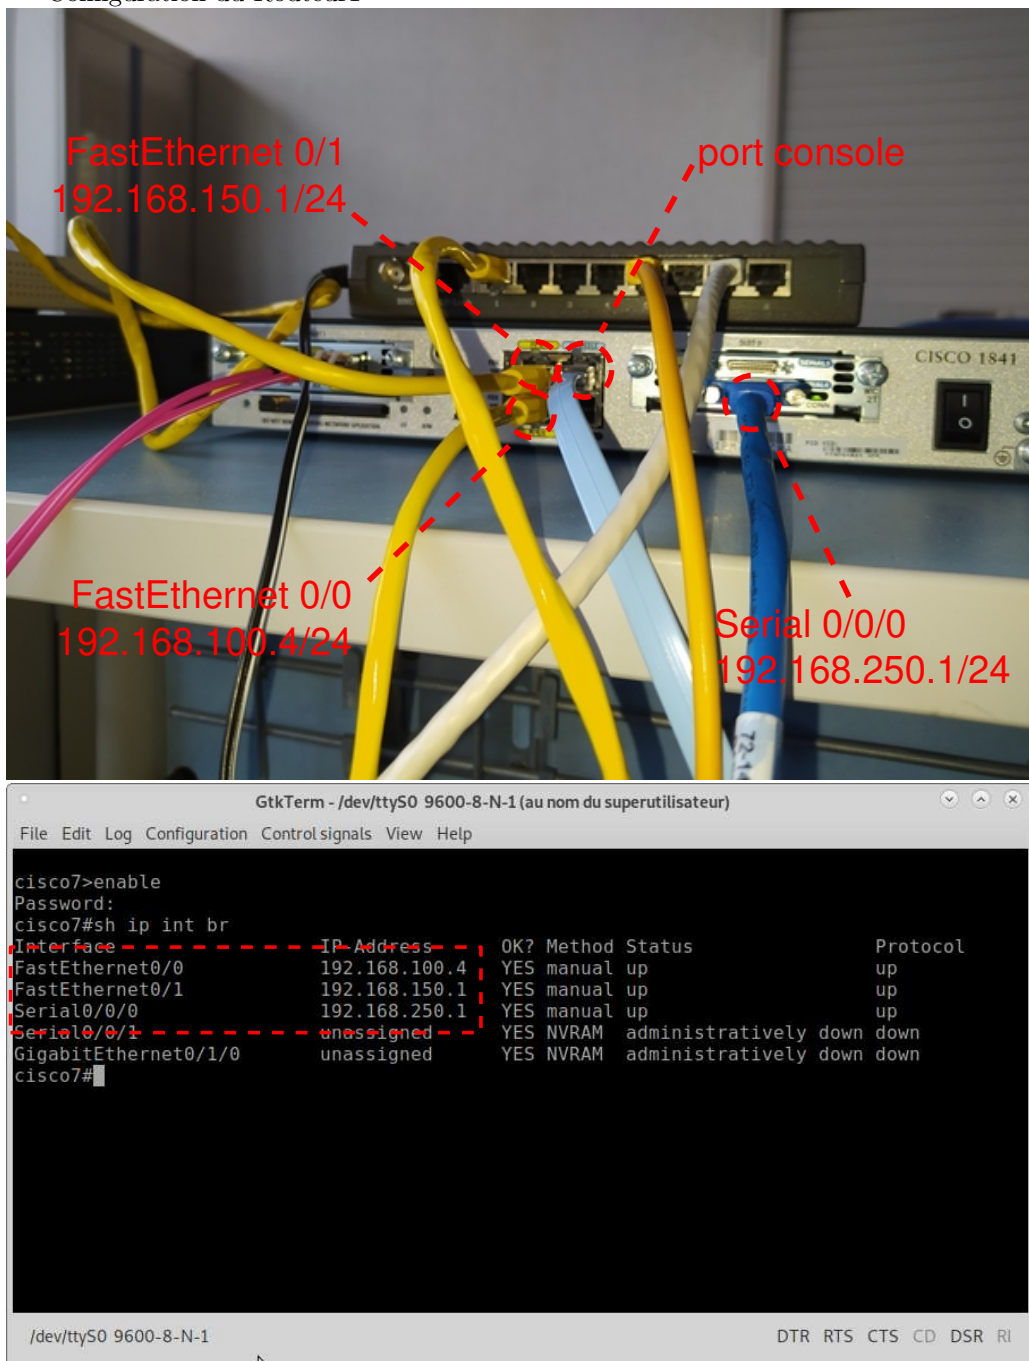 Configuration du Routeur1
FastEthernet 0/1
192.168.150.1/24
port console
CISCO 1841
FastEthernet 0/0
192.168.100.4/24
Serial 0/0/0
192.168.250.1/24
GtkTerm - /dev/ttyS0 9600-8-N-1 (au nom du superutilisateur)
File Edit Log Configuration Control signals View Help
cisco7>enable
Password:
cisco7#sh ip int br
Interface IP-Address OK? Method Status Protocol
FastEthernet0/0 192.168.100.4 YES manual up up
FastEthernet0/1 192.168.150.1 YES manual up up
Serial0/0/0 192.168.250.1 YES manual up up
Serial0/0/1 unassigned YES NVRAM administratively down down
GigabitEthernet0/1/0 unassigned YES NVRAM administratively down down
cisco7#
/dev/ttyS0 9600-8-N-1 DTR RTS CTS CD DSR RI